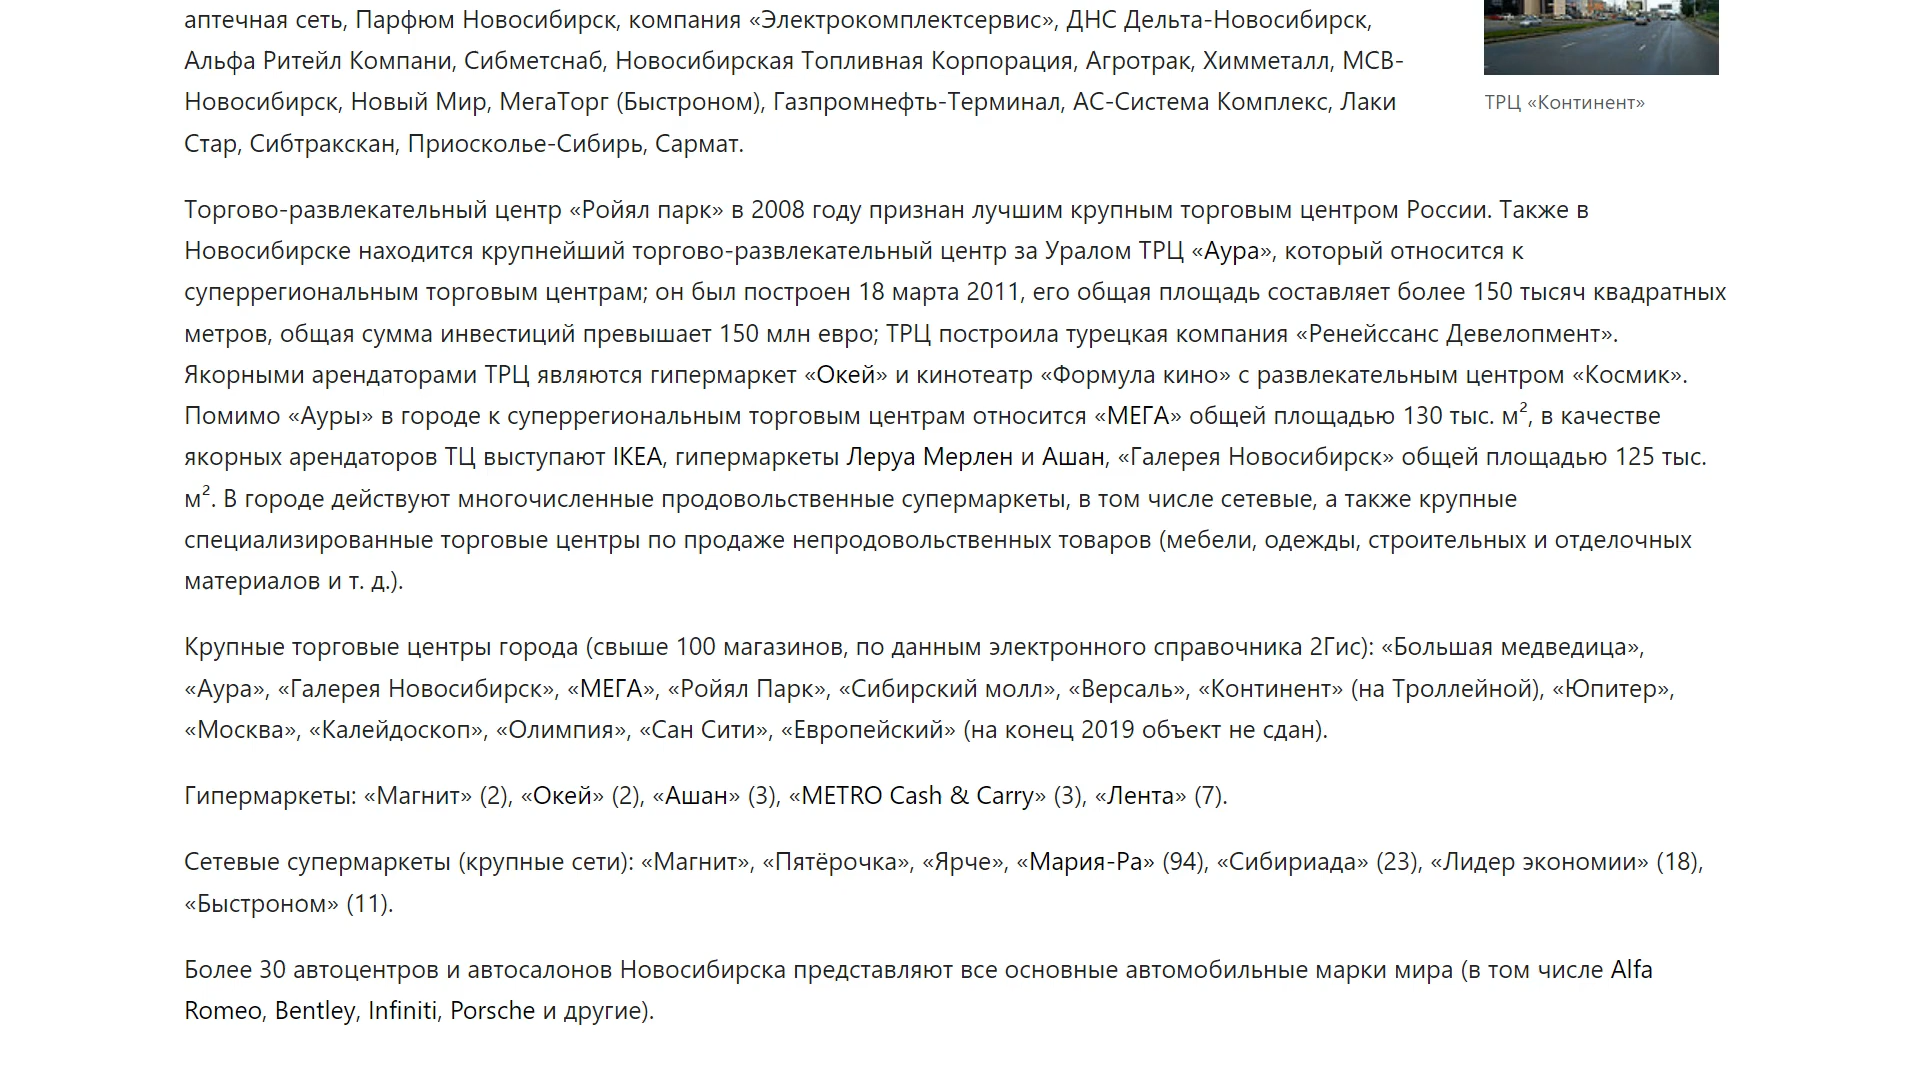 аптечная сеть, Парфюм Новосибирск, компания «Электрокомплектсервис», ДНС Дельта-Новосибирск,
Альфа Ритейл Компани, Сибметснаб, Новосибирская Топливная Корпорация, Агротрак, Химметалл, МСВ-
Новосибирск, Новый Мир, МегаТорг (Быстроном), Газпромнефть-Терминал, АС-Система Комплекс, Лаки
Стар, Сибтракскан, Приосколье-Сибирь, Сармат.
ТРЦ «Континент»
Торгово-развлекательный центр «Ройял парк» в 2008 году признан лучшим крупным торговым центром России. Также в
Новосибирске находится крупнейший торгово-развлекательный центр за Уралом ТРЦ «Аура», который относится к
суперрегиональным торговым центрам; он был построен 18 марта 2011, его общая площадь составляет более 150 тысяч квадратных
метров, общая сумма инвестиций превышает 150 млн евро; ТРЦ построила турецкая компания «Ренейссанс Девелопмент».
Якорными арендаторами ТРЦ являются гипермаркет «Окей» и кинотеатр «Формула кино» с развлекательным центром «Космик».
Помимо «Ауры» в городе к суперрегиональным торговым центрам относится «МЕГА» общей площадью 130 тыс. м², в качестве
якорных арендаторов ТЦ выступают IKEA, гипермаркеты Леруа Мерлен и Ашан, «Галерея Новосибирск» общей площадью 125 тыс.
м². В городе действуют многочисленные продовольственные супермаркеты, в том числе сетевые, а также крупные
специализированные торговые центры по продаже непродовольственных товаров (мебели, одежды, строительных и отделочных
материалов и т. д.).
Крупные торговые центры города (свыше 100 магазинов, по данным электронного справочника 2Гис): «Большая медведица»,
«Аура», «Галерея Новосибирск», «МЕГА», «Ройял Парк», «Сибирский молл», «Версаль», «Континент» (на Троллейной), «Юпитер»,
«Москва», «Калейдоскоп», «Олимпия», «Сан Сити», «Европейский» (на конец 2019 объект не сдан).
Гипермаркеты: «Магнит» (2), «Окей» (2), «Ашан» (3), «METRO Cash & Carry» (3), «Лента» (7).
Сетевые супермаркеты (крупные сети): «Магнит», «Пятёрочка», «Ярче», «Мария-Ра» (94), «Сибириада» (23), «Лидер экономии» (18),
«Быстроном» (11).
Более 30 автоцентров и автосалонов Новосибирска представляют все основные автомобильные марки мира (в том числе Alfa
Romeo, Bentley, Infiniti, Porsche и другие).